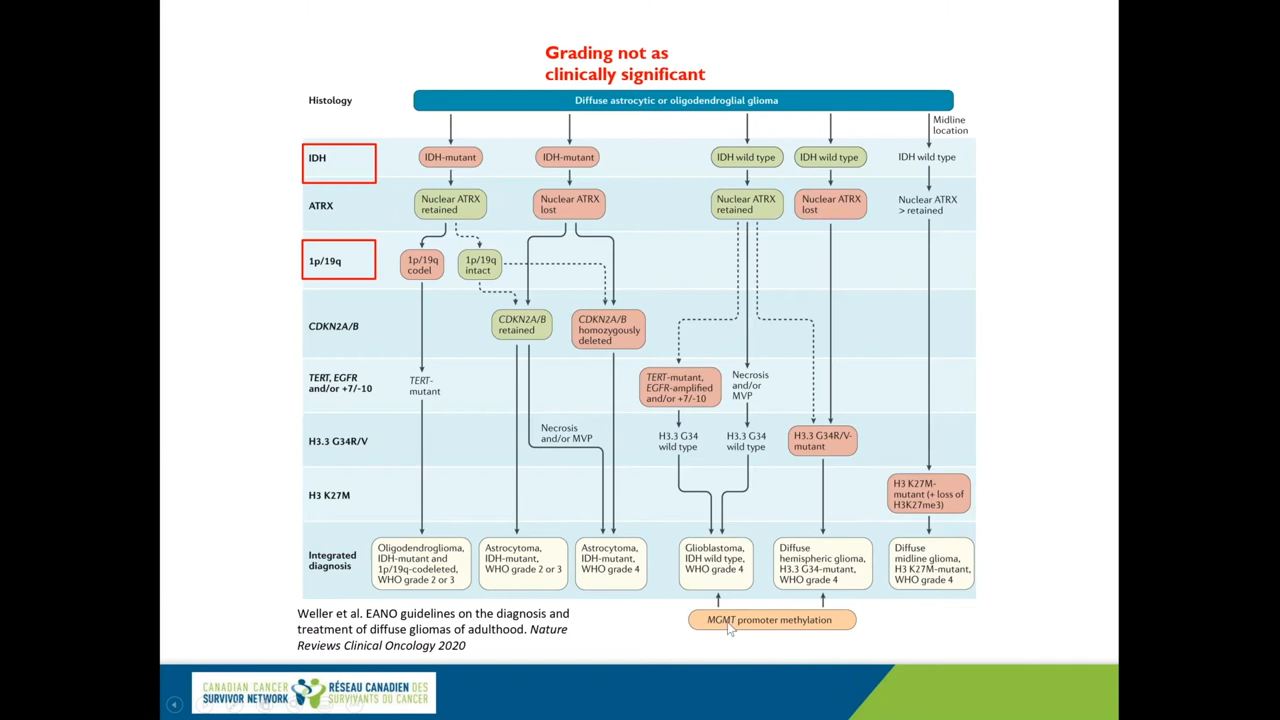 Grading not as
clinically significant
Histology
Diffuse astrocytic or oligodendroglial glioma
Midline
location
IDH
IDH-mutant
IDH-mutant
IDH wild type
IDH wild type
IDH wild type
ATRX
Nuclear ATRX
retained
Nuclear ATRX
lost
Nuclear ATRX
retained
Nuclear ATRX
lost
Nuclear ATRX
> retained
1p/19q
1p/19q
codel
1p/19q
intact
CDKN2A/B
CDKN2A/B
retained
CDKN2A/B
homozygously
deleted
TERT, EGFR
and/or +7/-10
TERT-
mutant
TERT-mutant,
EGFR-amplified
and/or +7/-10
Necrosis
and/or
MVP
H3.3 G34R/V
Necrosis
and/or MVP
H3.3 G34
wild type
H3.3 G34
wild type
H3.3 G34R/V-
mutant
H3 K27M
H3 K27M-
mutant (+ loss of
H3K27me3)
Integrated
diagnosis
Oligodendroglioma,
IDH-mutant and
1p/19q-codeleted,
WHO grade 2 or 3
Astrocytoma,
IDH-mutant,
WHO grade 2 or 3
Astrocytoma,
IDH-mutant,
WHO grade 4
Glioblastoma,
IDH wild type,
WHO grade 4
Diffuse
hemispheric glioma,
H3.3 G34-mutant,
WHO grade 4
Diffuse
midline glioma,
H3 K27M-mutant,
WHO grade 4
MGMT promoter methylation
Weller et al. EANO guidelines on the diagnosis and
treatment of diffuse gliomas of adulthood. Nature
Reviews Clinical Oncology 2020
CANADIAN CANCER
SURVIVOR NETWORK
RÉSEAU CANADIEN DES
SURVIVANTS DU CANCER